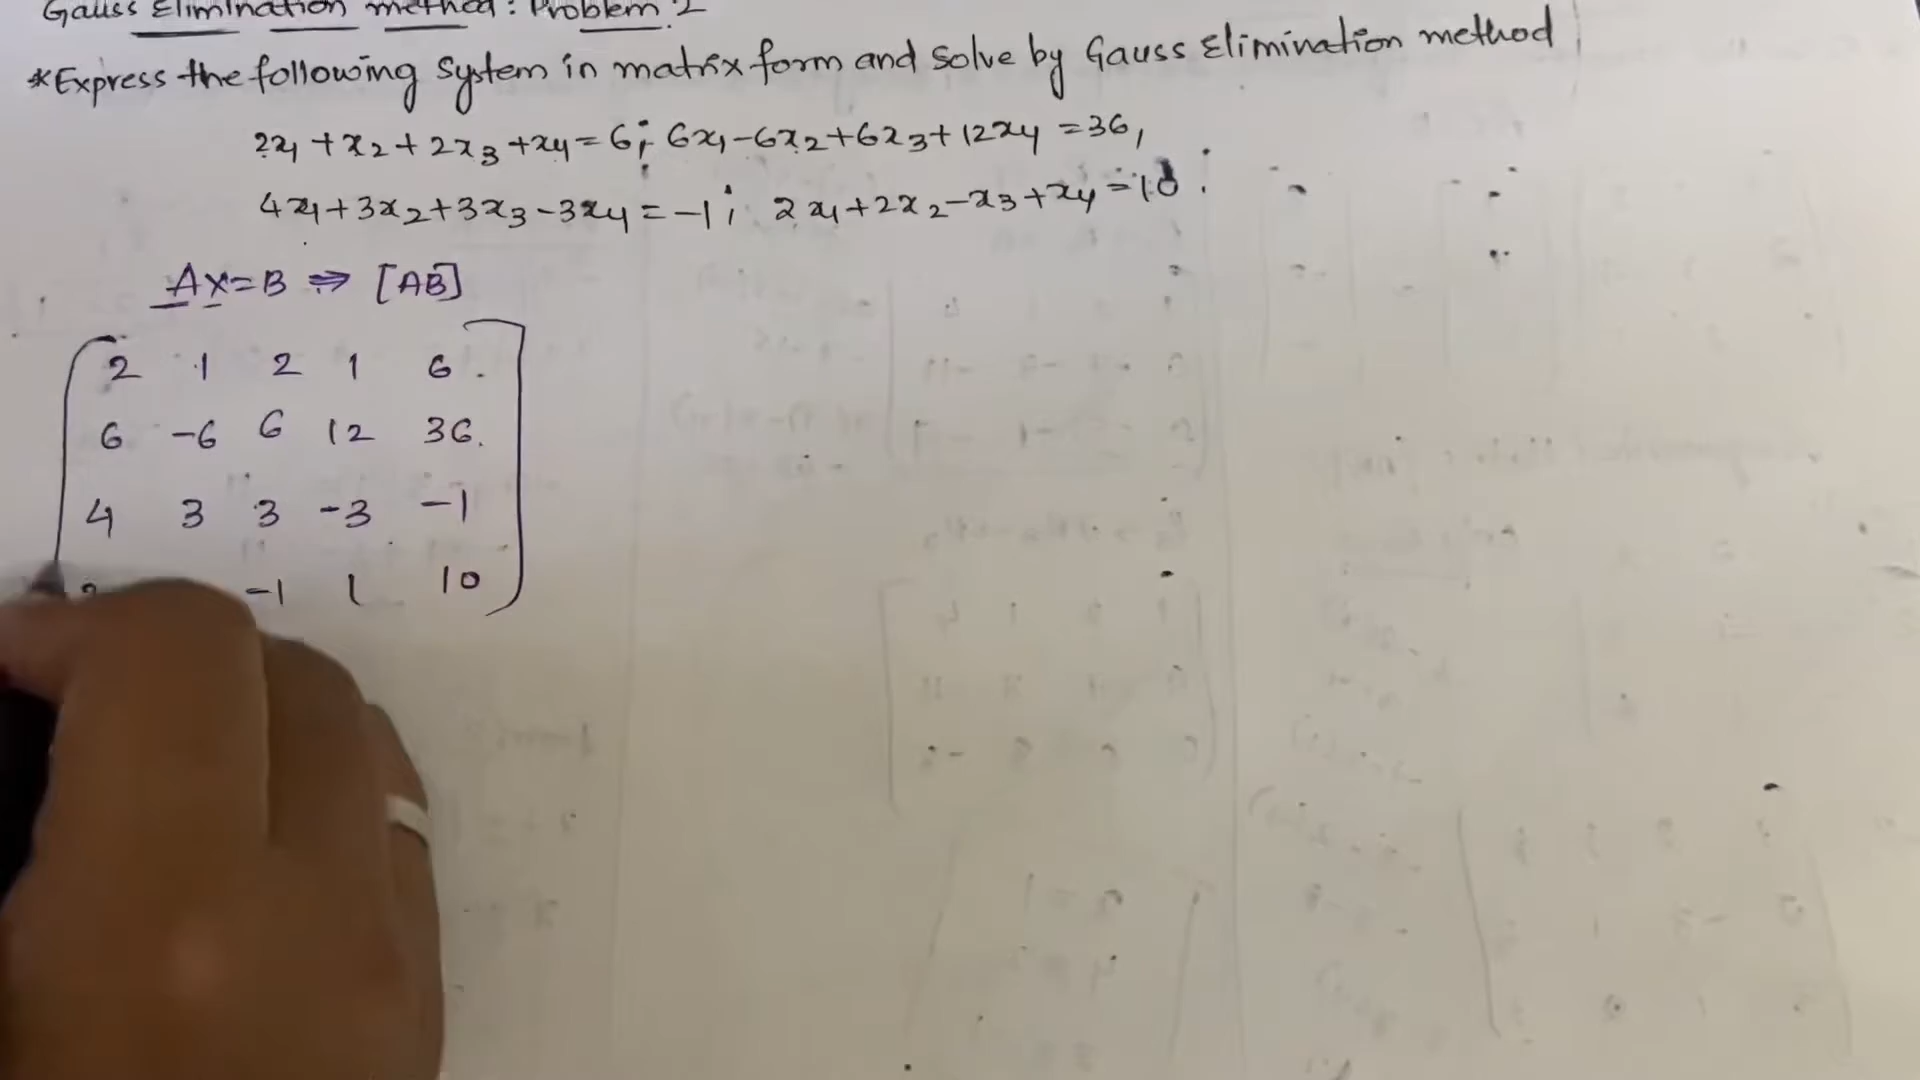 Gauss Elimination method: Problem 2
*Express the following system in matrix form and solve by Gauss Elimination method
2x1 + x2 + 2x3 + x4 = 6; 6x1 - 6x2 + 6x3 + 12x4 = 36,
4x1 + 3x2 + 3x3 - 3x4 = -1; 2x1 + 2x2 - x3 + x4 = 10.
AX=B ⇒ [AB]
2 1 2 1 6
6 -6 6 12 36
4 3 3 -3 -1
-1 1 10